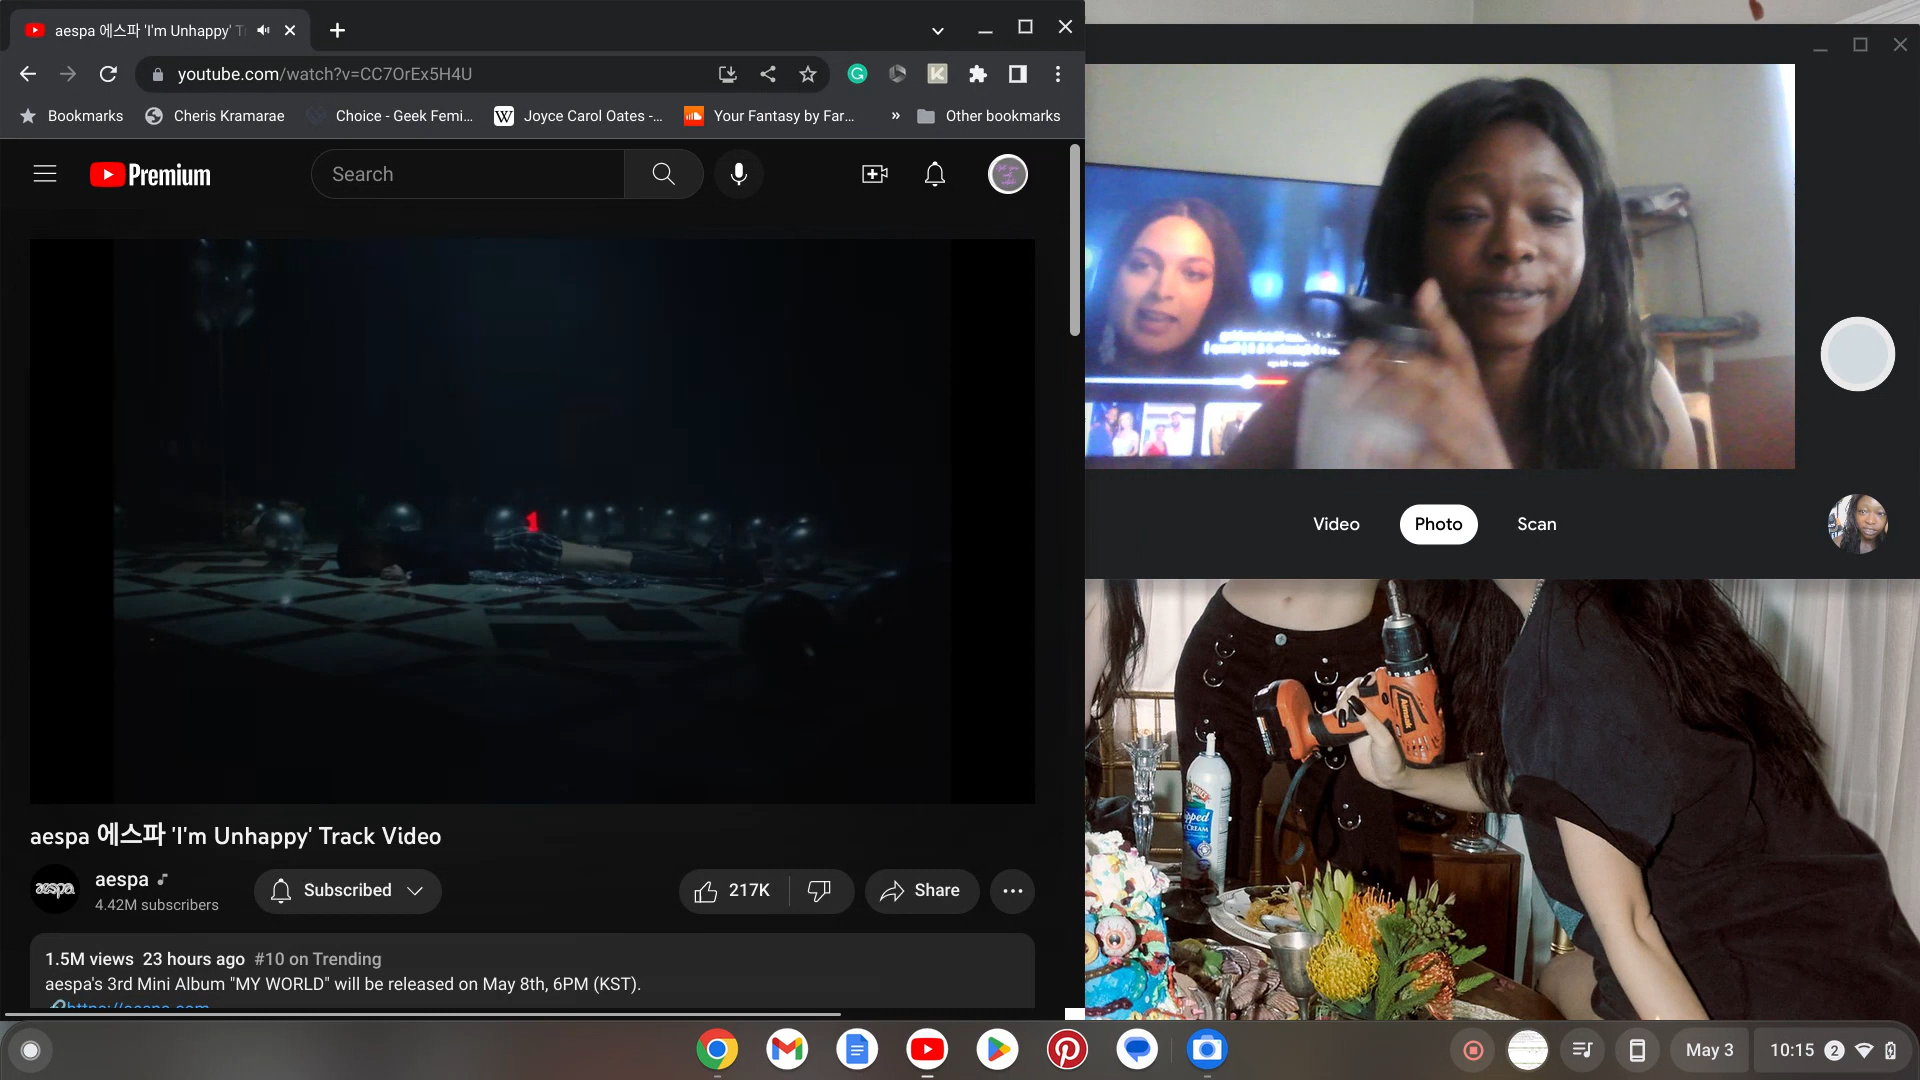 aespa 에스파 'I'm Unhappy' T
youtube.com/watch?v=CC7OrEx5H4U
Bookmarks
Cheris Kramarae
Choice - Geek Femi...
Joyce Carol Oates -...
Your Fantasy by Far...
»
Other bookmarks
Premium
Search
1
aespa 에스파 'I'm Unhappy' Track Video
aespa
aespa
4.42M subscribers
Subscribed
217K
Share
1.5M views 23 hours ago #10 on Trending
aespa's 3rd Mini Album "MY WORLD" will be released on May 8th, 6PM (KST).
Video
Photo
Scan
CREAM
May 3
10:15
2